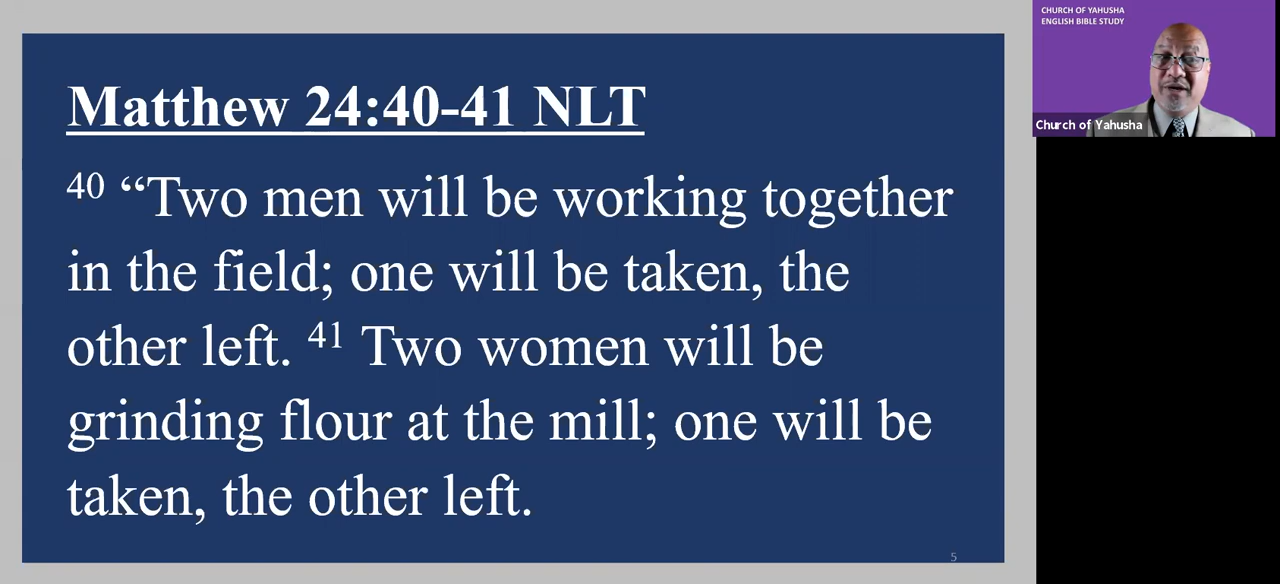 Matthew 24:40-41 NLT
40 “Two men will be working together
in the field; one will be taken, the
other left. 41 Two women will be
grinding flour at the mill; one will be
taken, the other left.
5
CHURCH OF YAHUSHA
ENGLISH BIBLE STUDY
Church of Yahusha